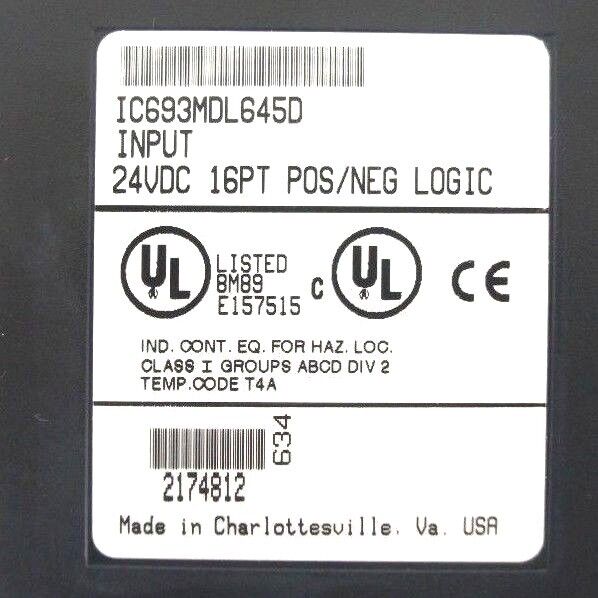 IC693MDL645D
INPUT
24VDC 16PT POS/NEG LOGIC
UL LISTED
8M89
E157515
c UL CE
IND. CONT. EQ. FOR HAZ. LOC.
CLASS I GROUPS ABCD DIV 2
TEMP.CODE T4A
634
2174812
Made in Charlottesville, Va. USA